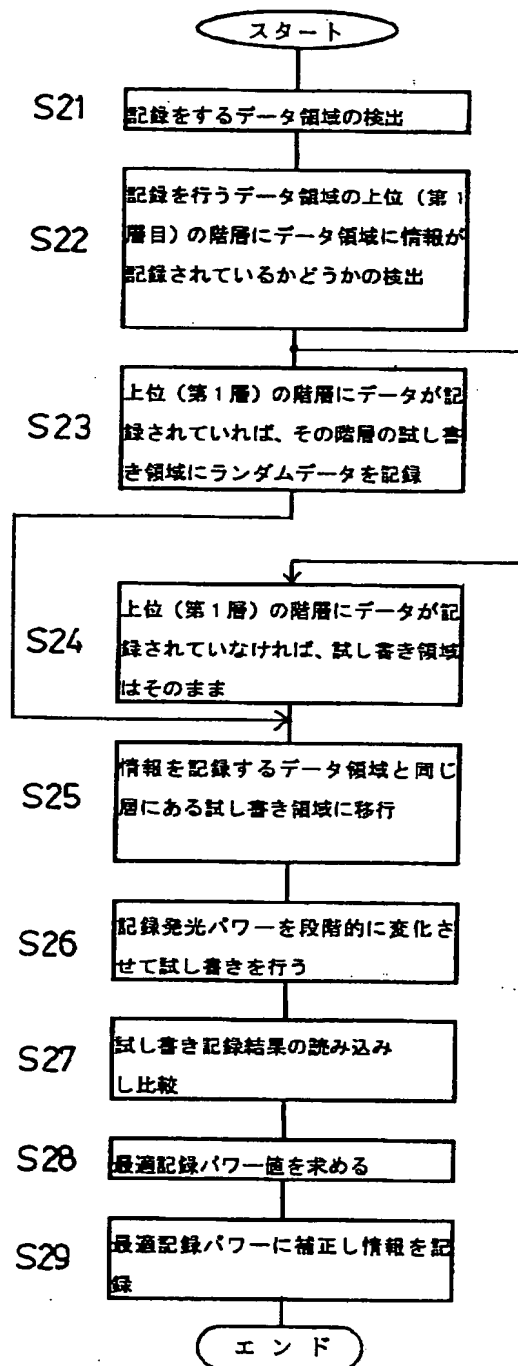 スタート
S21
記録をするデータ領域の検出
S22
記録を行うデータ領域の上位(第1
層目)の階層にデータ領域に情報が
記録されているかどうかの検出
S23
上位(第1層)の階層にデータが記
録されていれば、その階層の試し書
き領域にランダムデータを記録
S24
上位(第1層)の階層にデータが記
録されていなければ、試し書き領域
はそのまま
S25
情報を記録するデータ領域と同じ
層にある試し書き領域に移行
S26
記録発光パワーを段階的に変化さ
せて試し書きを行う
S27
試し書き記録結果の読み込み
し比較
S28
最適記録パワー値を求める
S29
最適記録パワーに補正し情報を記
録
エンド